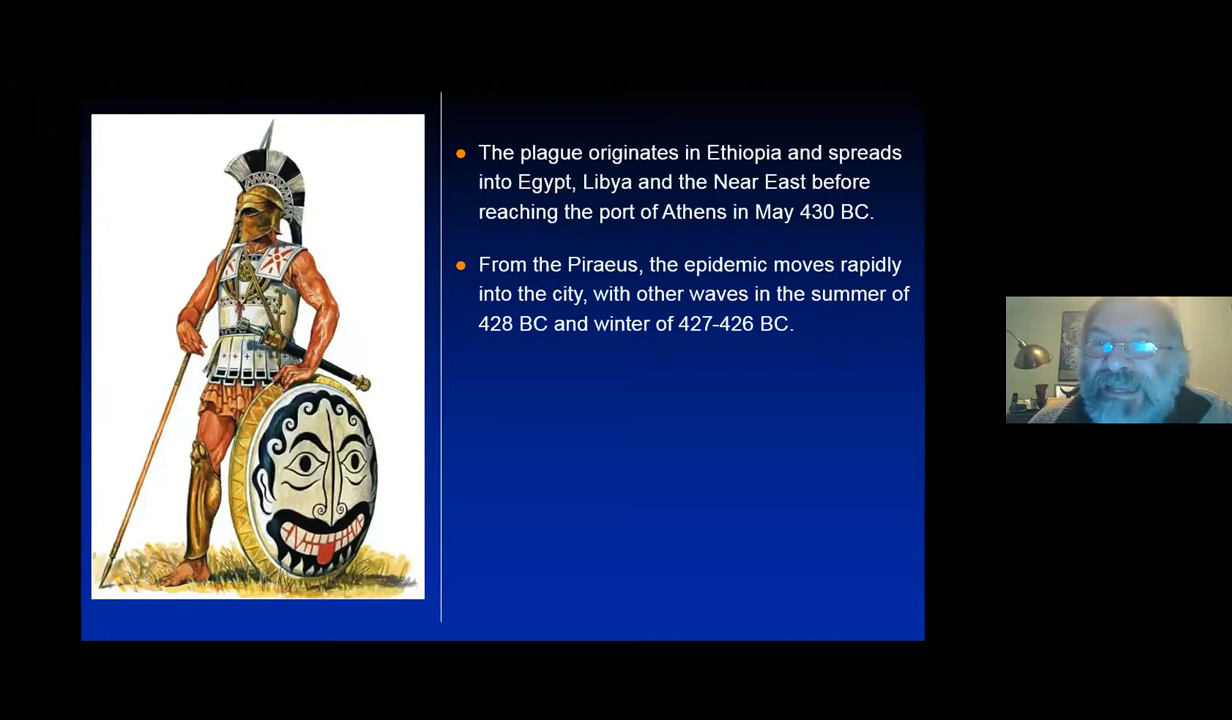 The plague originates in Ethiopia and spreads
into Egypt, Libya and the Near East before
reaching the port of Athens in May 430 BC.
From the Piraeus, the epidemic moves rapidly
into the city, with other waves in the summer of
428 BC and winter of 427-426 BC.